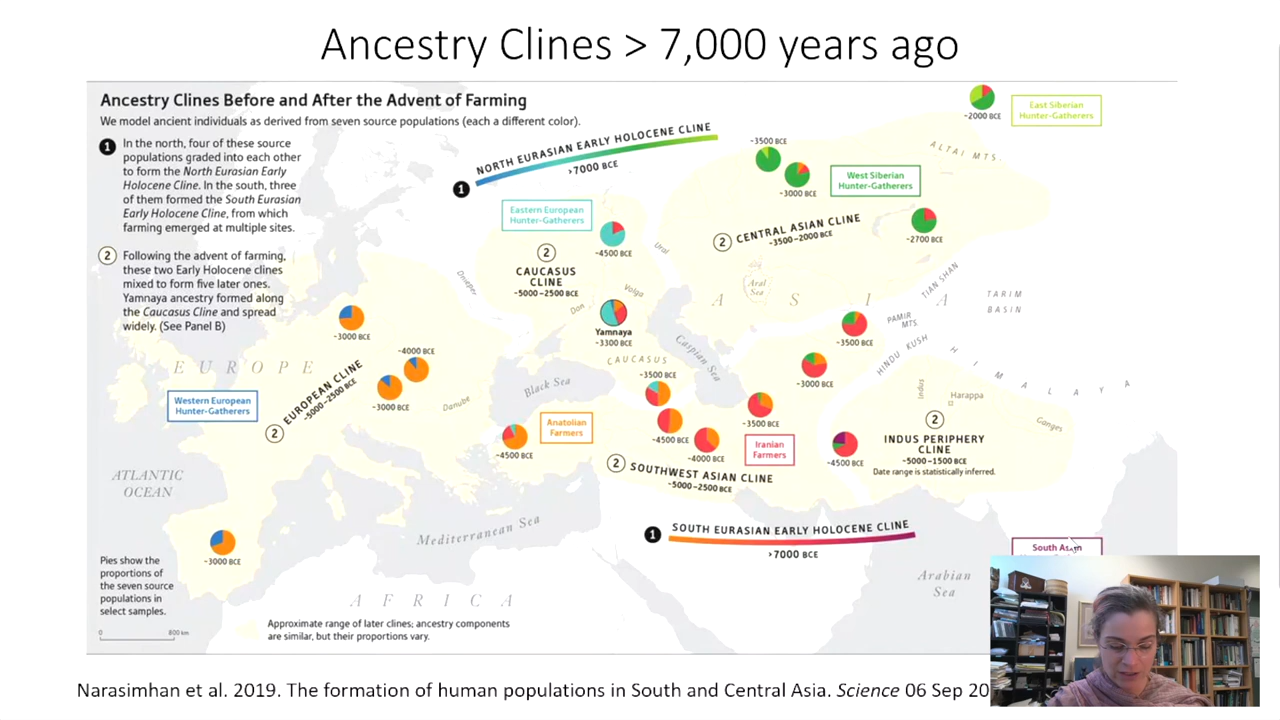 Ancestry Clines > 7,000 years ago
Ancestry Clines Before and After the Advent of Farming
We model ancient individuals as derived from seven source populations (each a different color).
1 In the north, four of these source
populations graded into each other
to form the North Eurasian Early
Holocene Cline. In the south, three
of them formed the South Eurasian
Early Holocene Cline, from which
farming emerged at multiple sites.
2 Following the advent of farming,
these two Early Holocene clines
mixed to form five later ones.
Yamnaya ancestry formed along
the Caucasus Cline and spread
widely. (See Panel B)
1 NORTH EURASIAN EARLY HOLOCENE CLINE
>7000 BCE
~2000 BCE
East Siberian
Hunter-Gatherers
~3500 BCE
~3000 BCE
West Siberian
Hunter-Gatherers
ALTAI MTS.
Eastern European
Hunter-Gatherers
~4500 BCE
2 CENTRAL ASIAN CLINE
~3500–2000 BCE
~2700 BCE
2
CAUCASUS
CLINE
~5000–2500 BCE
Ural
Dnieper
Volga
Don
Aral
Sea
ASIA
TIAN SHAN
TARIM
BASIN
Yamnaya
~3300 BCE
PAMIR
MTS.
~3500 BCE
HINDU KUSH
HIMALAYA
CAUCASUS
Caspian Sea
~3000 BCE
~3000 BCE
EUROPE
~4000 BCE
~3000 BCE
2 EUROPEAN CLINE
~5000–2500 BCE
Western European
Hunter-Gatherers
Danube
Black Sea
~3500 BCE
~4500 BCE
~4000 BCE
~3500 BCE
Anatolian
Farmers
~4500 BCE
Iranian
Farmers
~4500 BCE
Indus
Harappa
Ganges
2
INDUS PERIPHERY
CLINE
~5000–1500 BCE
Date range is statistically inferred.
2 SOUTHWEST ASIAN CLINE
~5000–2500 BCE
ATLANTIC
OCEAN
Mediterranean Sea
1 SOUTH EURASIAN EARLY HOLOCENE CLINE
>7000 BCE
South Asian
Arabian
Sea
~3000 BCE
AFRICA
Pies show the
proportions of
the seven source
populations in
select samples.
0 800 km
Approximate range of later clines; ancestry components
are similar, but their proportions vary.
Narasimhan et al. 2019. The formation of human populations in South and Central Asia. Science 06 Sep 20